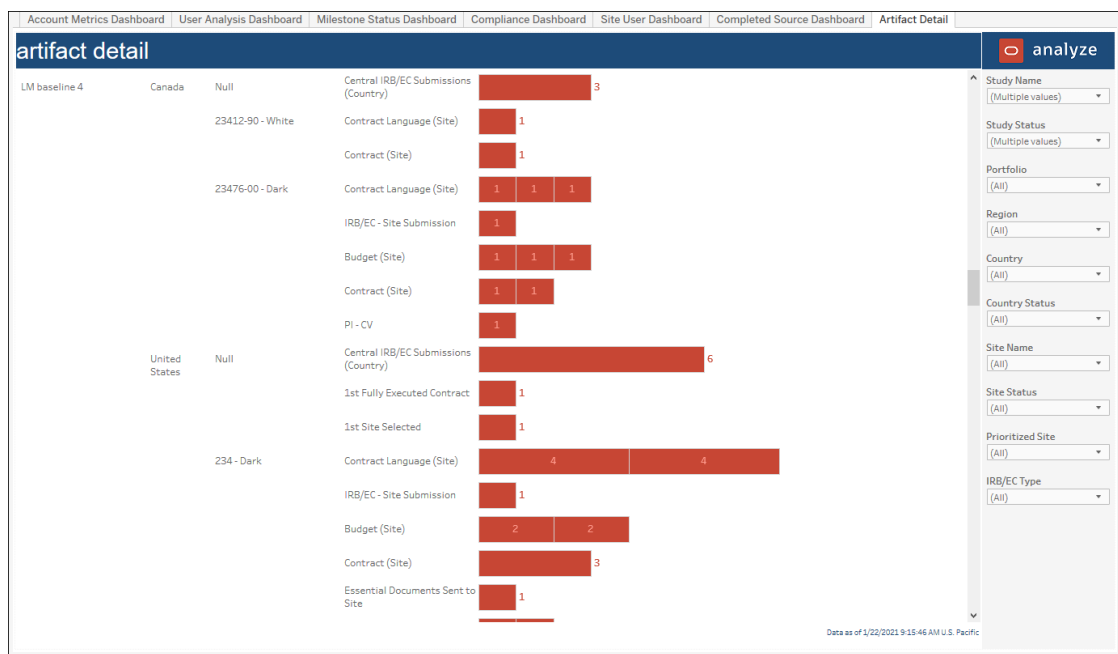 Account Metrics Dashboard User Analysis Dashboard Milestone Status Dashboard Compliance Dashboard Site User Dashboard Completed Source Dashboard Artifact Detail
artifact detail
analyze
LM baseline 4 Canada Null Central IRB/EC Submissions
(Country) 3
23412-90 - White Contract Language (Site) 1
Contract (Site) 1
23476-00 - Dark Contract Language (Site) 1 1 1
IRB/EC - Site Submission 1
Budget (Site) 1 1 1
Contract (Site) 1 1
PI - CV 1
United
States Null Central IRB/EC Submissions
(Country) 6
1st Fully Executed Contract 1
1st Site Selected 1
234 - Dark Contract Language (Site) 4 4
IRB/EC - Site Submission 1
Budget (Site) 2 2
Contract (Site) 3
Essential Documents Sent to
Site 1
Study Name
(Multiple values)
Study Status
(Multiple values)
Portfolio
(All)
Region
(All)
Country
(All)
Country Status
(All)
Site Name
(All)
Site Status
(All)
Prioritized Site
(All)
IRB/EC Type
(All)
Data as of 1/22/2021 9:15:46 AM U.S. Pacific